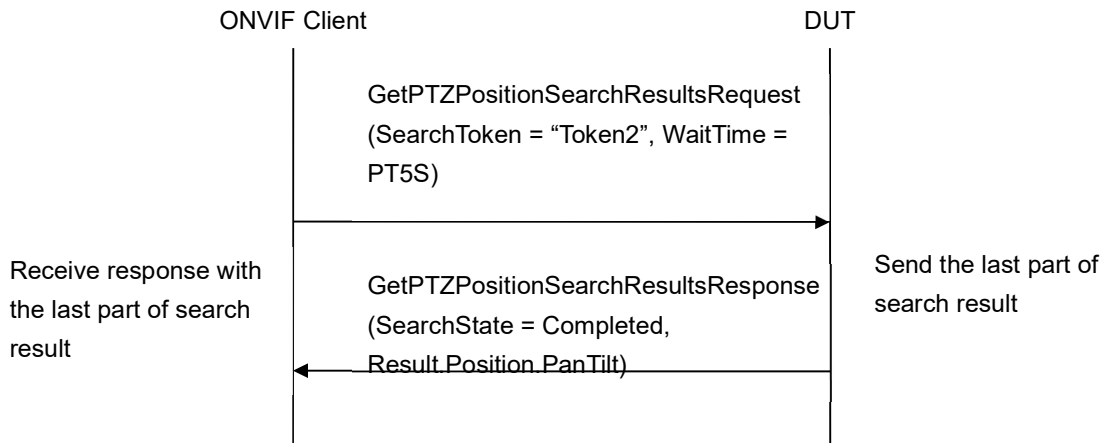 ONVIF Client
DUT
GetPTZPositionSearchResultsRequest
(SearchToken = “Token2”, WaitTime =
PT5S)
Receive response with
the last part of search
result
GetPTZPositionSearchResultsResponse
(SearchState = Completed,
Result.Position.PanTilt)
Send the last part of
search result